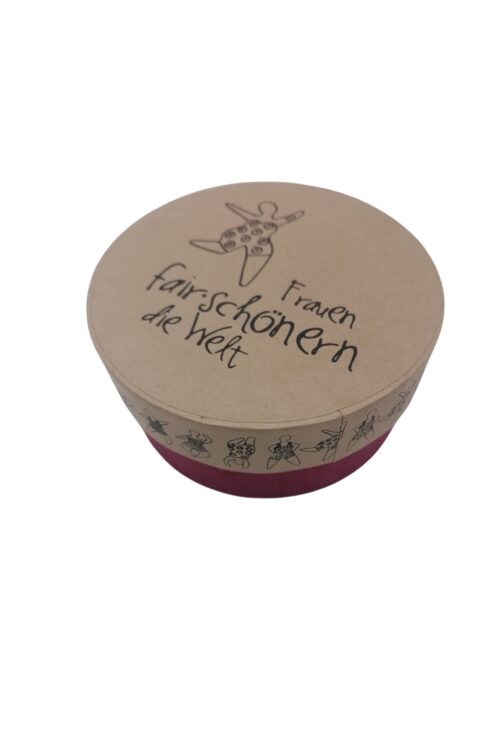 Frauen
fair·schönern
die Welt